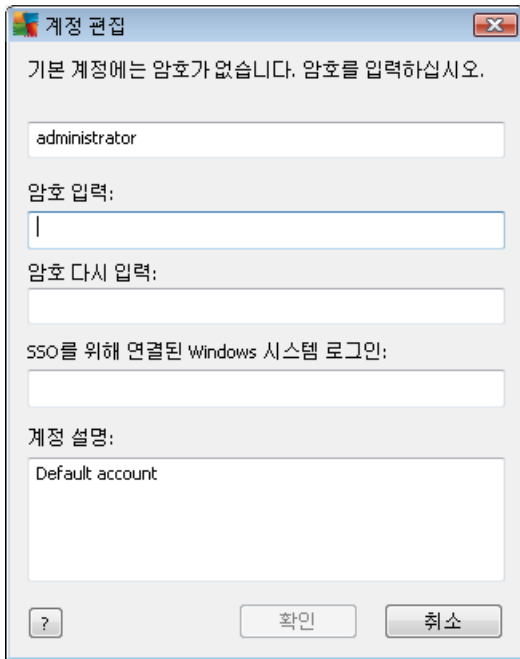 계정 편집
기본 계정에는 암호가 없습니다. 암호를 입력하십시오.
administrator
암호 입력:
암호 다시 입력:
SSO를 위해 연결된 Windows 시스템 로그인:
계정 설명:
Default account
?
확인
취소